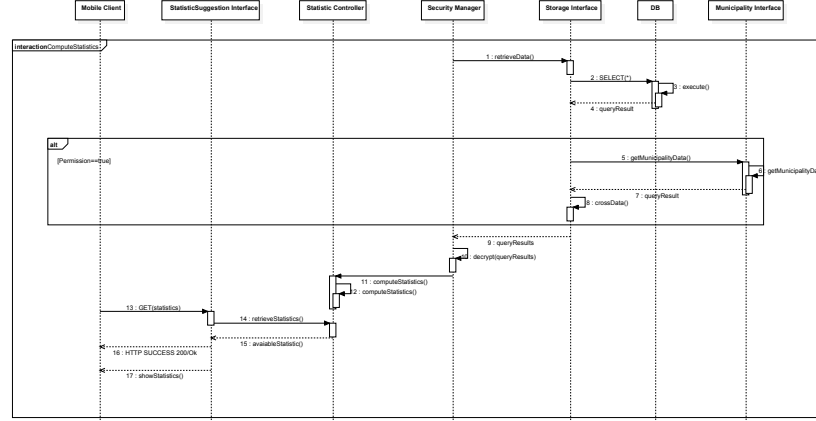 Mobile Client
StatisticSuggestion Interface
Statistic Controller
Security Manager
Storage Interface
DB
Municipality Interface
interactionComputeStatistics
1 : retrieveData()
2 : SELECT(*)
3 : execute()
4 : queryResult
alt
[Permission==true]
5 : getMunicipalityData()
6 : getMunicipalityDa
7 : queryResult
8 : crossData()
9 : queryResults
10 : decrypt(queryResults)
11 : computeStatistics()
12 : computeStatistics()
13 : GET(statistics)
14 : retrieveStatistics()
15 : avaiableStatistic()
16 : HTTP SUCCESS 200/Ok
17 : showStatistics()